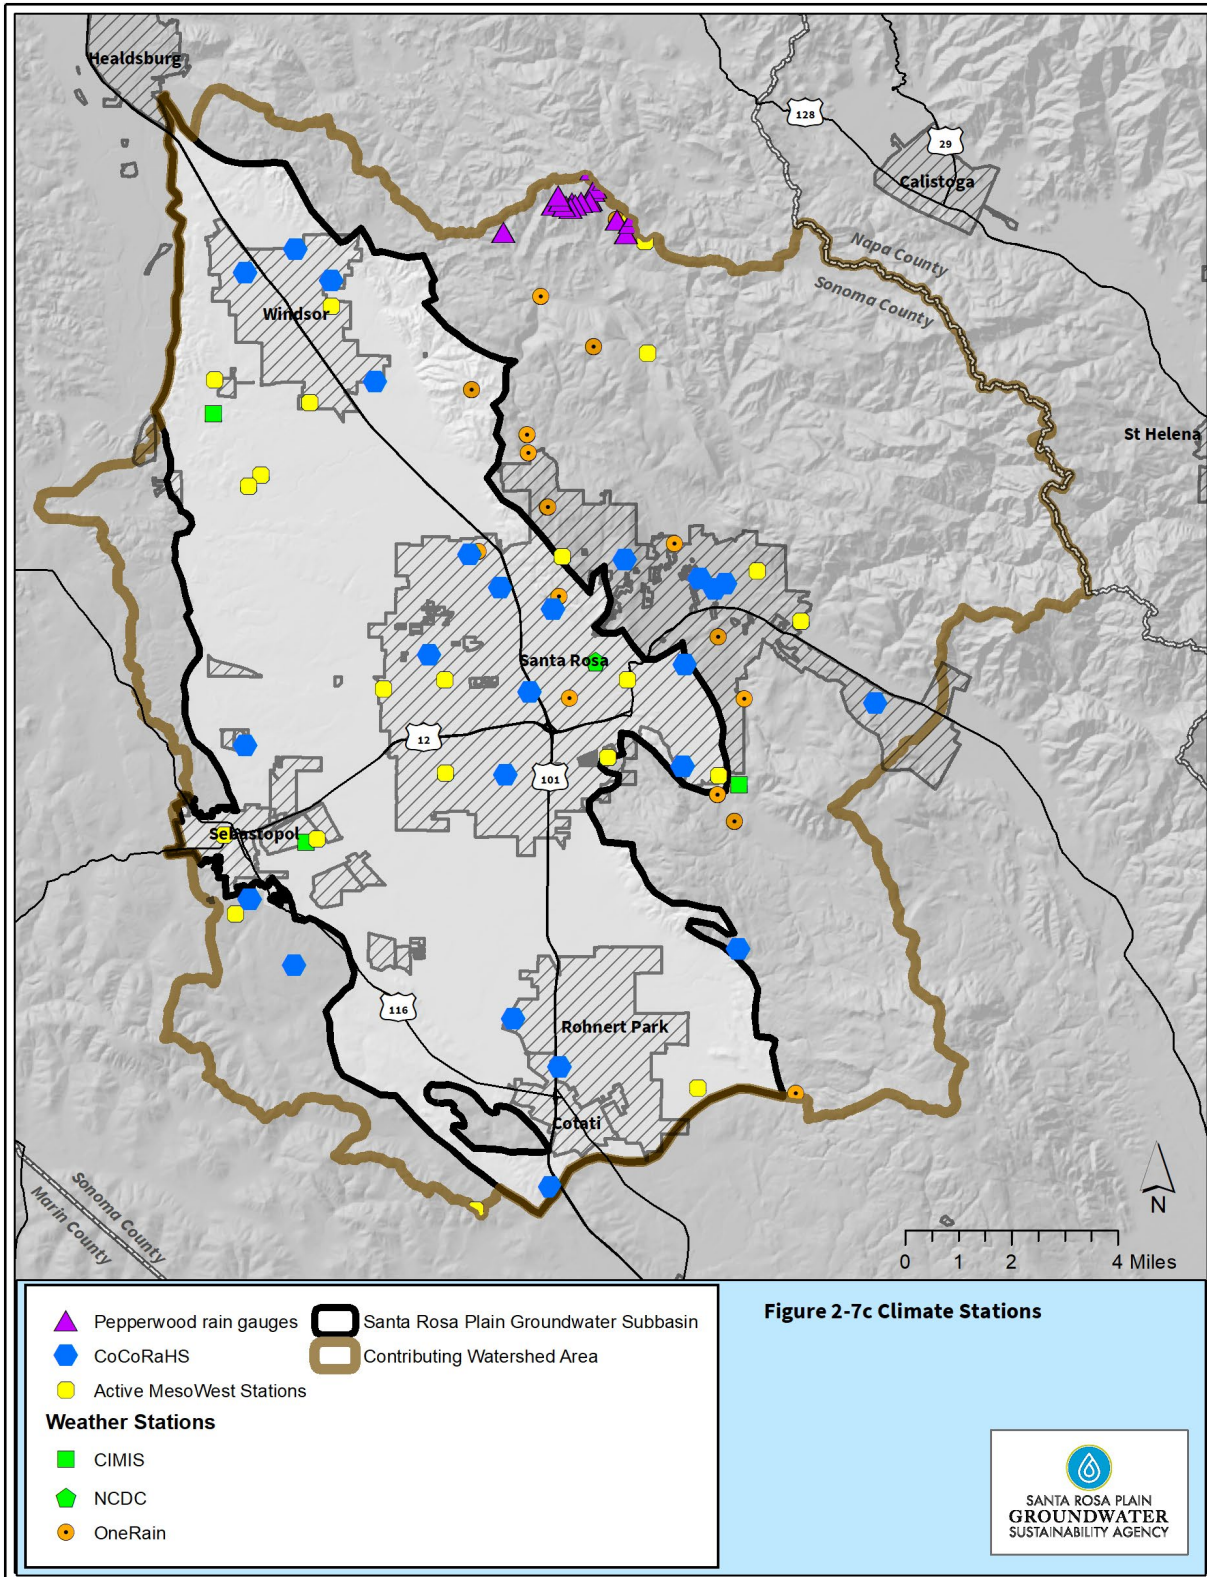 Healdsburg
128
29
Calistoga
Napa County
Sonoma County
Windsor
St Helena
Santa Rosa
12
101
Sebastopol
116
Rohnert Park
Cotati
Sonoma County
Marin County
N
0 1 2 4 Miles
Figure 2-7c Climate Stations
Pepperwood rain gauges
Santa Rosa Plain Groundwater Subbasin
CoCoRaHS
Contributing Watershed Area
Active MesoWest Stations
Weather Stations
CIMIS
NCDC
OneRain
SANTA ROSA PLAIN
GROUNDWATER
SUSTAINABILITY AGENCY